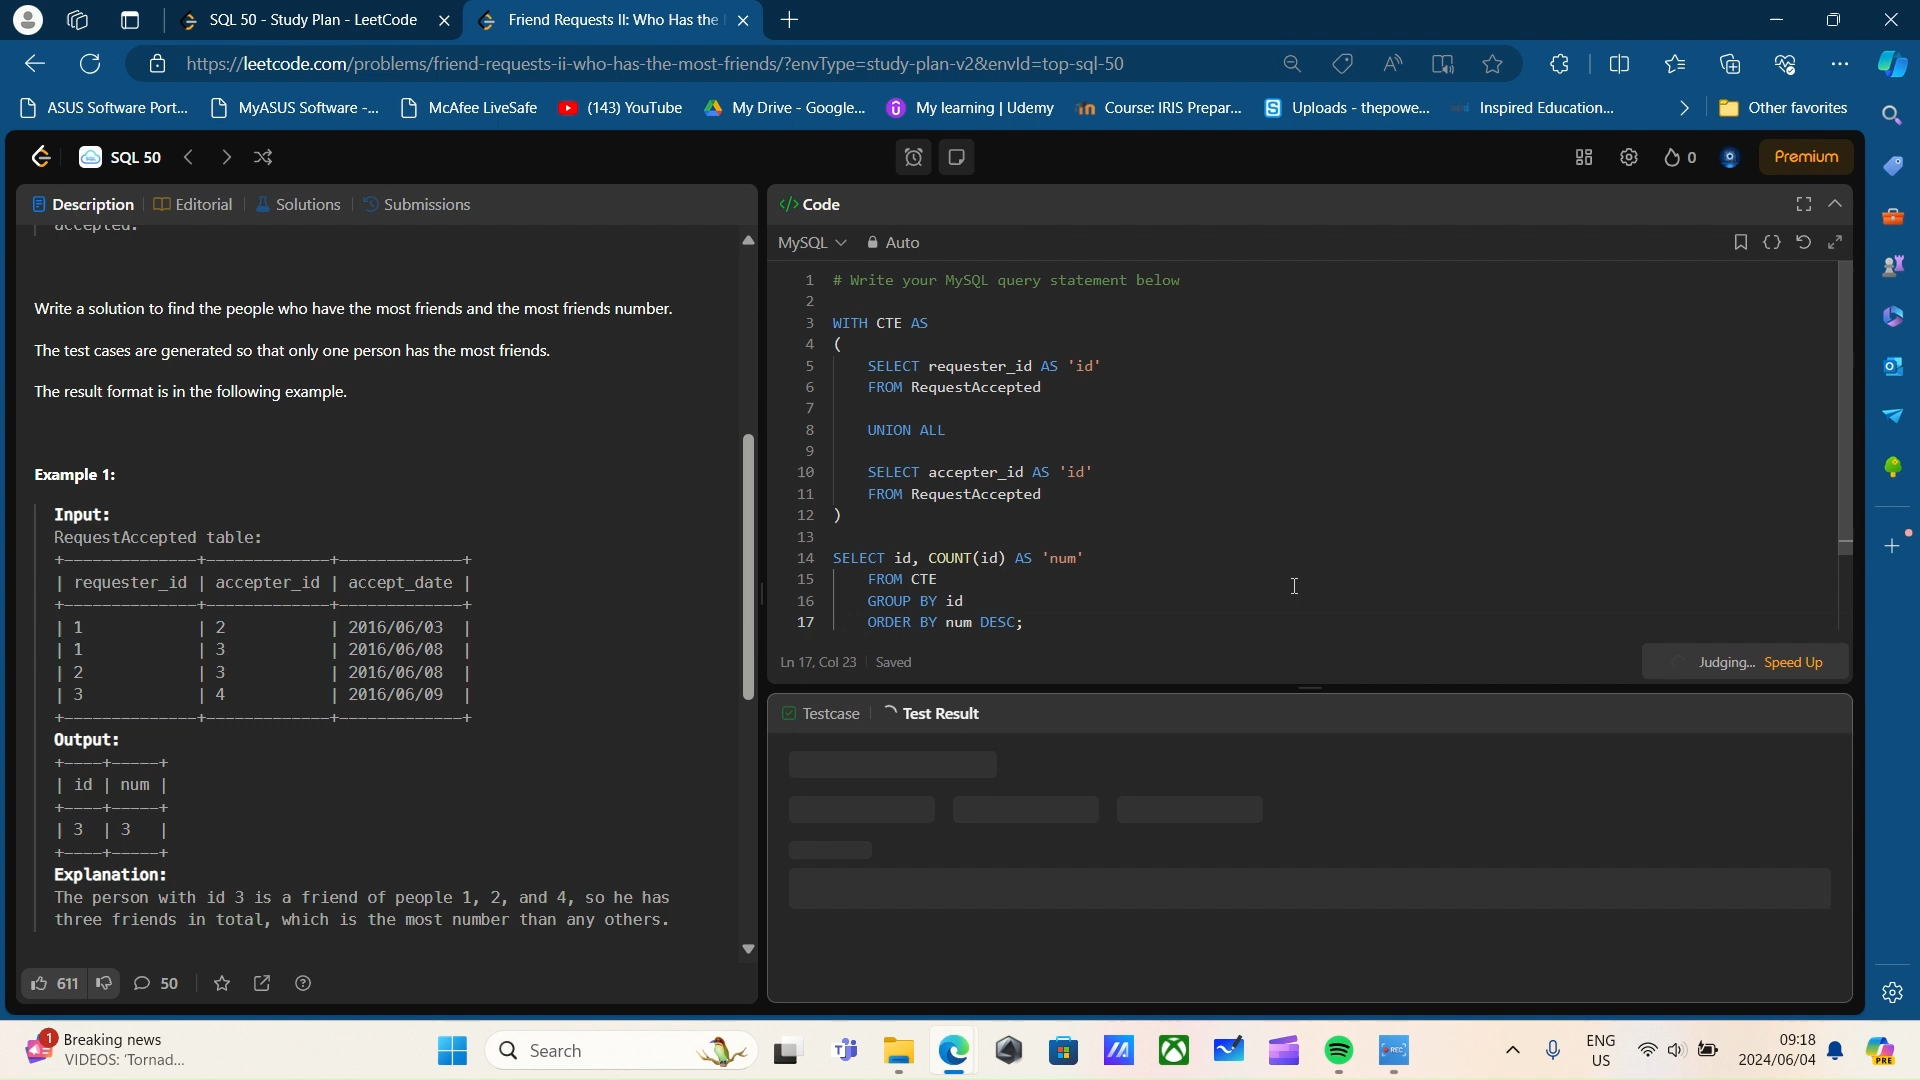 SQL 50 - Study Plan - LeetCode
Friend Requests II: Who Has the
https://leetcode.com/problems/friend-requests-ii-who-has-the-most-friends/?envType=study-plan-v2&envId=top-sql-50
ASUS Software Port...
MyASUS Software -...
McAfee LiveSafe
(143) YouTube
My Drive - Google...
My learning | Udemy
Course: IRIS Prepar...
Uploads - thepowe...
Inspired Education...
Other favorites
SQL 50
0
Premium
Description
Editorial
Solutions
Submissions
accepted.
Write a solution to find the people who have the most friends and the most friends number.
The test cases are generated so that only one person has the most friends.
The result format is in the following example.
Example 1:
Input:
RequestAccepted table:
+--------------+-------------+-------------+
| requester_id | accepter_id | accept_date |
+--------------+-------------+-------------+
| 1 | 2 | 2016/06/03 |
| 1 | 3 | 2016/06/08 |
| 2 | 3 | 2016/06/08 |
| 3 | 4 | 2016/06/09 |
+--------------+-------------+-------------+
Output:
+----+-----+
| id | num |
+----+-----+
| 3 | 3 |
+----+-----+
Explanation:
The person with id 3 is a friend of people 1, 2, and 4, so he has
three friends in total, which is the most number than any others.
611
50
</> Code
MySQL
Auto
1 # Write your MySQL query statement below
2
3 WITH CTE AS
4 (
5 SELECT requester_id AS 'id'
6 FROM RequestAccepted
7
8 UNION ALL
9
10 SELECT accepter_id AS 'id'
11 FROM RequestAccepted
12 )
13
14 SELECT id, COUNT(id) AS 'num'
15 FROM CTE
16 GROUP BY id
17 ORDER BY num DESC;
Ln 17, Col 23
Saved
Judging... Speed Up
Testcase
Test Result
1
Breaking news
VIDEOS: 'Tornad...
Search
REC
ENG
US
09:18
2024/06/04
PRE